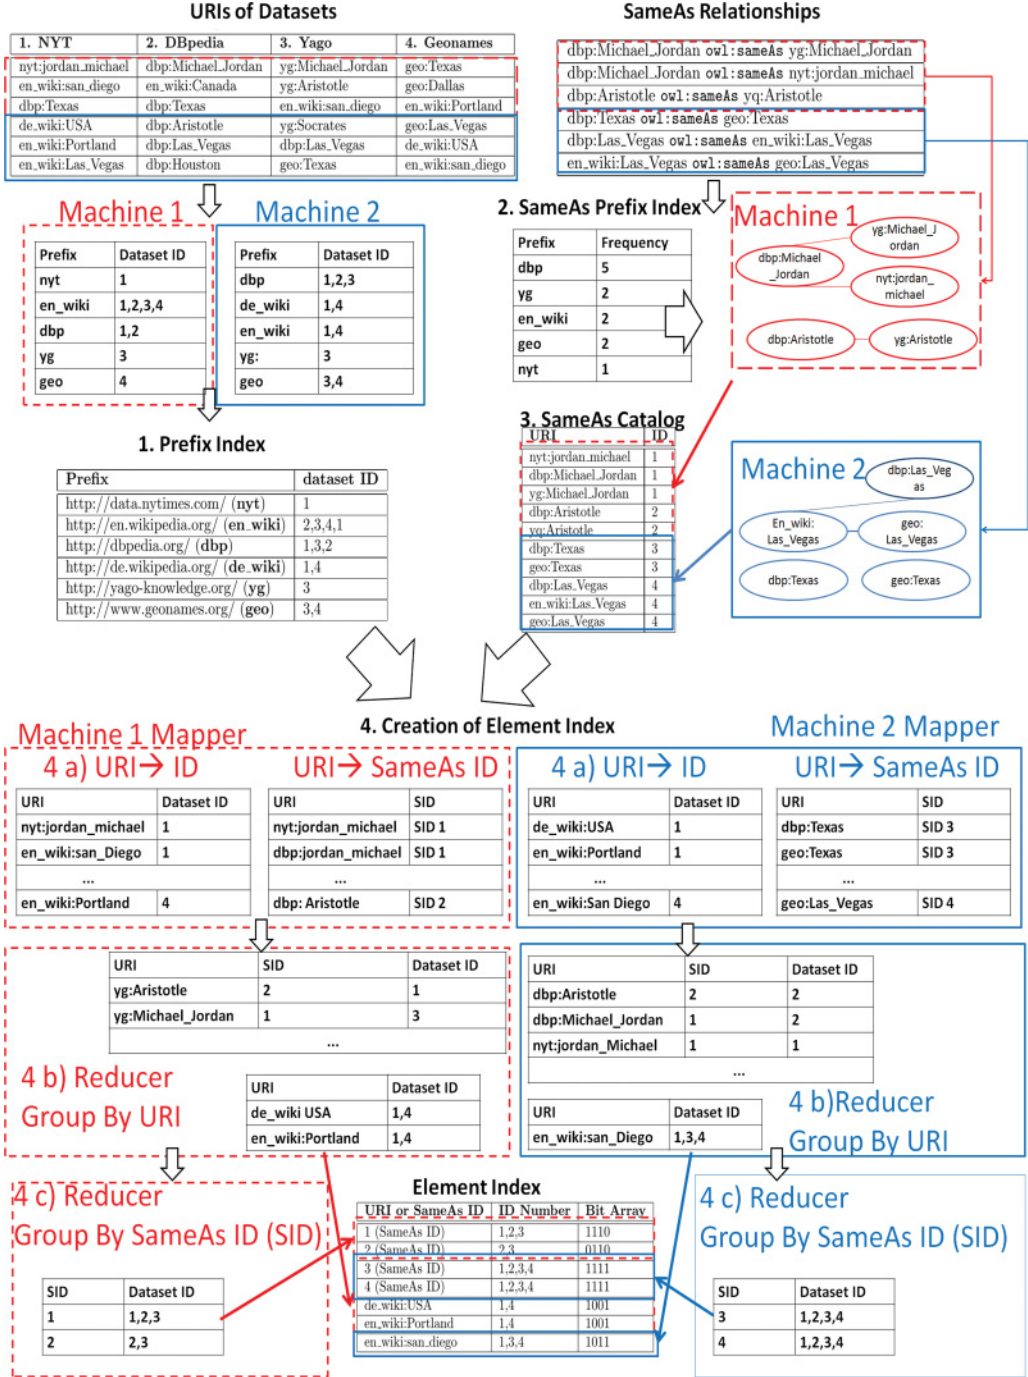 URIs of Datasets
1. NYT 2. DBpedia 3. Yago 4. Geonames
nyt:jordan_michael dbp:Michael_Jordan yg:Michael_Jordan geo:Texas
en_wiki:san_diego en_wiki:Canada yg:Aristotle geo:Dallas
dbp:Texas dbp:Texas en_wiki:san_diego en_wiki:Portland
de_wiki:USA dbp:Aristotle yg:Socrates geo:Las_Vegas
en_wiki:Portland dbp:Las_Vegas dbp:Las_Vegas de_wiki:USA
en_wiki:Las_Vegas dbp:Houston geo:Texas en_wiki:san_diego
SameAs Relationships
dbp:Michael_Jordan owl:sameAs yg:Michael_Jordan
dbp:Michael_Jordan owl:sameAs nyt:jordan_michael
dbp:Aristotle owl:sameAs yq:Aristotle
dbp:Texas owl:sameAs geo:Texas
dbp:Las_Vegas owl:sameAs en_wiki:Las_Vegas
en_wiki:Las_Vegas owl:sameAs geo:Las_Vegas
Machine 1
Prefix Dataset ID
nyt 1
en_wiki 1,2,3,4
dbp 1,2
yg 3
geo 4
Machine 2
Prefix Dataset ID
dbp 1,2,3
de_wiki 1,4
en_wiki 1,4
yg: 3
geo 3,4
2. SameAs Prefix Index
Prefix Frequency
dbp 5
yg 2
en_wiki 2
geo 2
nyt 1
Machine 1
yg:Michael_J
ordan
dbp:Michael
_Jordan
nyt:jordan_
michael
dbp:Aristotle yg:Aristotle
1. Prefix Index
Prefix dataset ID
http://data.nytimes.com/ (nyt) 1
http://en.wikipedia.org/ (en_wiki) 2,3,4,1
http://dbpedia.org/ (dbp) 1,3,2
http://de.wikipedia.org/ (de_wiki) 1,4
http://yago-knowledge.org/ (yg) 3
http://www.geonames.org/ (geo) 3,4
3. SameAs Catalog
URI ID
nyt:jordan_michael 1
dbp:Michael_Jordan 1
yg:Michael_Jordan 1
dbp:Aristotle 2
yq:Aristotle 2
dbp:Texas 3
geo:Texas 3
dbp:Las_Vegas 4
en_wiki:Las_Vegas 4
geo:Las_Vegas 4
Machine 2
dbp:Las_Veg
as
En_wiki:
Las_Vegas
geo:
Las_Vegas
dbp:Texas geo:Texas
4. Creation of Element Index
Machine 1 Mapper
4 a) URI→ ID
URI Dataset ID
nyt:jordan_michael 1
en_wiki:san_Diego 1
...
en_wiki:Portland 4
URI→ SameAs ID
URI SID
nyt:jordan_michael SID 1
dbp:jordan_michael SID 1
...
dbp: Aristotle SID 2
Machine 2 Mapper
4 a) URI→ ID
URI Dataset ID
de_wiki:USA 1
en_wiki:Portland 1
...
en_wiki:San Diego 4
URI→ SameAs ID
URI SID
dbp:Texas SID 3
geo:Texas SID 3
...
geo:Las_Vegas SID 4
URI SID Dataset ID
yg:Aristotle 2 1
yg:Michael_Jordan 1 3
...
4 b) Reducer
Group By URI
URI Dataset ID
de_wiki USA 1,4
en_wiki:Portland 1,4
URI SID Dataset ID
dbp:Aristotle 2 2
dbp:Michael_Jordan 1 2
nyt:jordan_Michael 1 1
...
URI Dataset ID
en_wiki:san_Diego 1,3,4
4 b)Reducer
Group By URI
4 c) Reducer
Group By SameAs ID (SID)
SID Dataset ID
1 1,2,3
2 2,3
Element Index
URI or SameAs ID ID Number Bit Array
1 (SameAs ID) 1,2,3 1110
2 (SameAs ID) 2,3 0110
3 (SameAs ID) 1,2,3,4 1111
4 (SameAs ID) 1,2,3,4 1111
de_wiki:USA 1,4 1001
en_wiki:Portland 1,4 1001
en_wiki:san_diego 1,3,4 1011
4 c) Reducer
Group By SameAs ID (SID)
SID Dataset ID
3 1,2,3,4
4 1,2,3,4